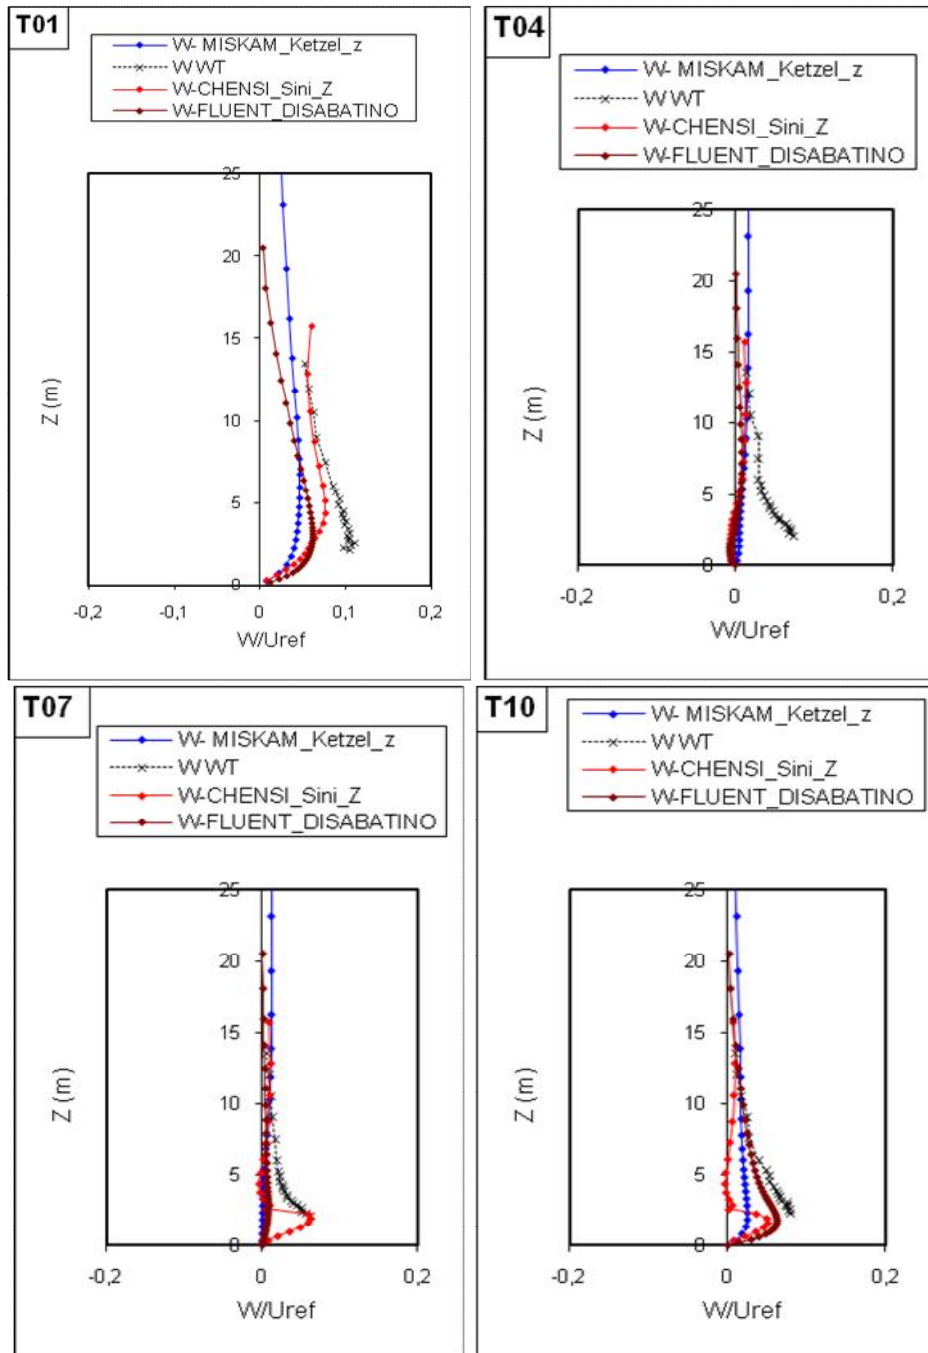 T01
W- MISKAM_Ketzel_z
W WT
W-CHENSI_Sini_Z
W-FLUENT_DISABATINO
25
20
15
10
5
0
Z (m)
-0,2 -0,1 0 0,1 0,2
W/Uref
T04
W- MISKAM_Ketzel_z
W WT
W-CHENSI_Sini_Z
W-FLUENT_DISABATINO
25
20
15
10
5
0
Z (m)
-0,2 0 0,2
W/Uref
T07
W- MISKAM_Ketzel_z
W WT
W-CHENSI_Sini_Z
W-FLUENT_DISABATINO
25
20
15
10
5
0
Z (m)
-0,2 0 0,2
W/Uref
T10
W- MISKAM_Ketzel_z
W WT
W-CHENSI_Sini_Z
W-FLUENT_DISABATINO
25
20
15
10
5
0
Z (m)
-0,2 0 0,2
W/Uref